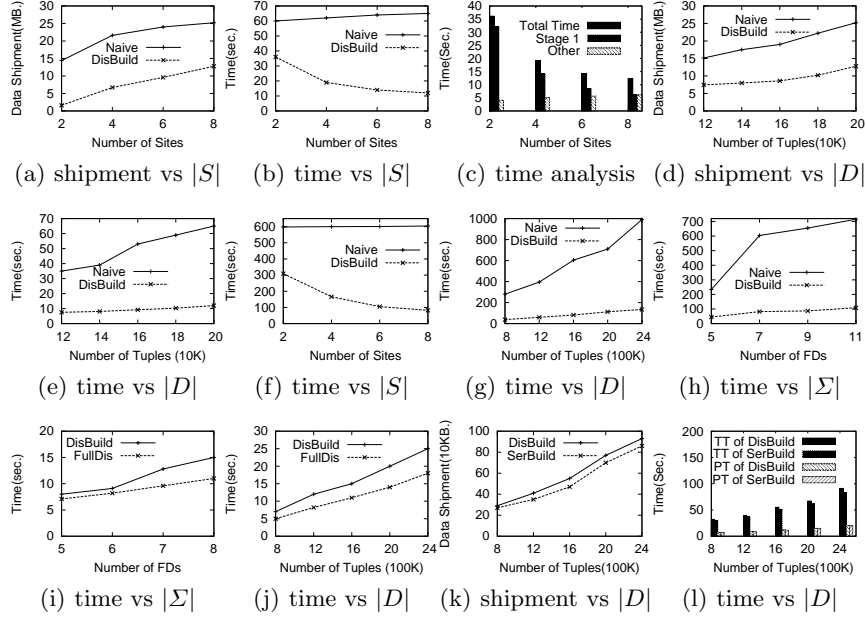 Data Shipment(MB.)
30
25
20
15
10
5
0
Naive
DisBuild
2 4 6 8
Number of Sites
(a) shipment vs |S|
Time(sec.)
70
60
50
40
30
20
10
0
Naive
DisBuild
2 4 6 8
Number of Sites
(b) time vs |S|
Time(Sec.)
40
35
30
25
20
15
10
5
0
Total Time
Stage 1
Other
2 4 6 8
Number of Sites
(c) time analysis
Data Shipment(MB.)
30
25
20
15
10
5
0
Naive
DisBuild
12 14 16 18 20
Number of Tuples(10K)
(d) shipment vs |D|
Time(sec.)
70
60
50
40
30
20
10
0
Naive
DisBuild
12 14 16 18 20
Number of Tuples (10K)
(e) time vs |D|
Time(sec.)
600
500
400
300
200
100
0
Naive
DisBuild
2 4 6 8
Number of Sites
(f) time vs |S|
Time(sec.)
1000
800
600
400
200
0
Naive
DisBuild
8 12 16 20 24
Number of Tuples (100K)
(g) time vs |D|
Time(sec.)
700
600
500
400
300
200
100
0
Naive
DisBuild
5 7 9 11
Number of FDs
(h) time vs |Σ|
Time(sec.)
20
15
10
5
0
DisBuild
FullDis
5 6 7 8
Number of FDs
(i) time vs |Σ|
Time(sec.)
30
25
20
15
10
5
0
DisBuild
FullDis
8 12 16 20 24
Number of Tuples (100K)
(j) time vs |D|
Data Shipment(10KB.)
100
80
60
40
20
0
DisBuild
SerBuild
8 12 16 20 24
Number of Tuples(100K)
(k) shipment vs |D|
Time(Sec.)
200
150
100
50
0
TT of DisBuild
TT of SerBuild
PT of DisBuild
PT of SerBuild
8 12 16 20 24
Number of Tuples(100K)
(l) time vs |D|